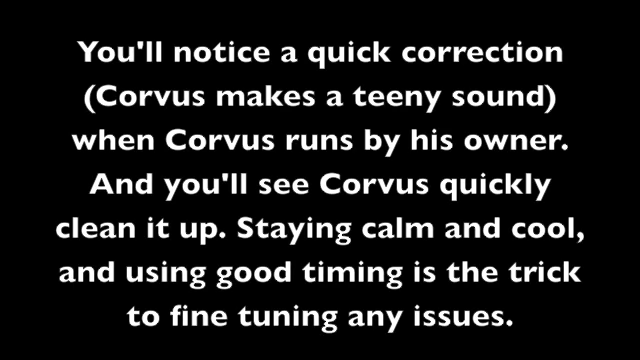 You'll notice a quick correction
(Corvus makes a teeny sound)
when Corvus runs by his owner.
And you'll see Corvus quickly
clean it up. Staying calm and cool,
and using good timing is the trick
to fine tuning any issues.